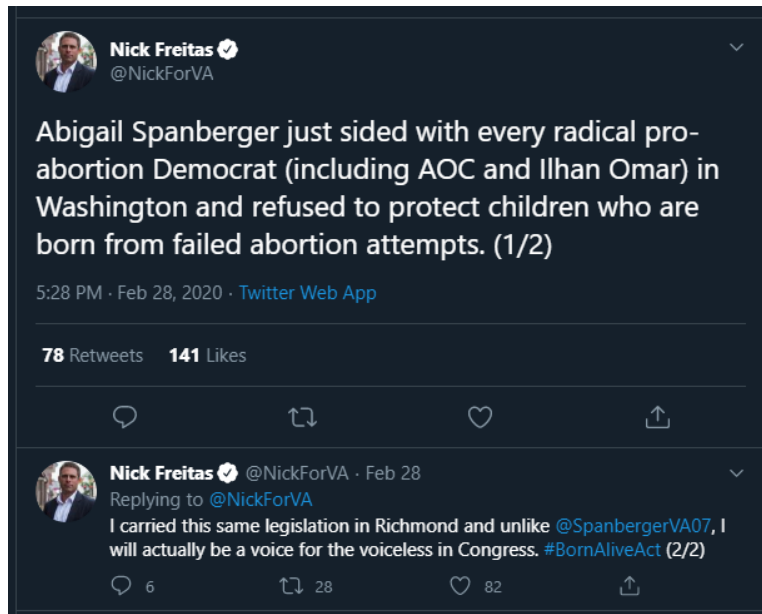 Nick Freitas
@NickForVA
Abigail Spanberger just sided with every radical pro-
abortion Democrat (including AOC and Ilhan Omar) in
Washington and refused to protect children who are
born from failed abortion attempts. (1/2)
5:28 PM · Feb 28, 2020 · Twitter Web App
78 Retweets 141 Likes
Nick Freitas @NickForVA · Feb 28
Replying to @NickForVA
I carried this same legislation in Richmond and unlike @SpanbergerVA07, I
will actually be a voice for the voiceless in Congress. #BornAliveAct (2/2)
6 28 82